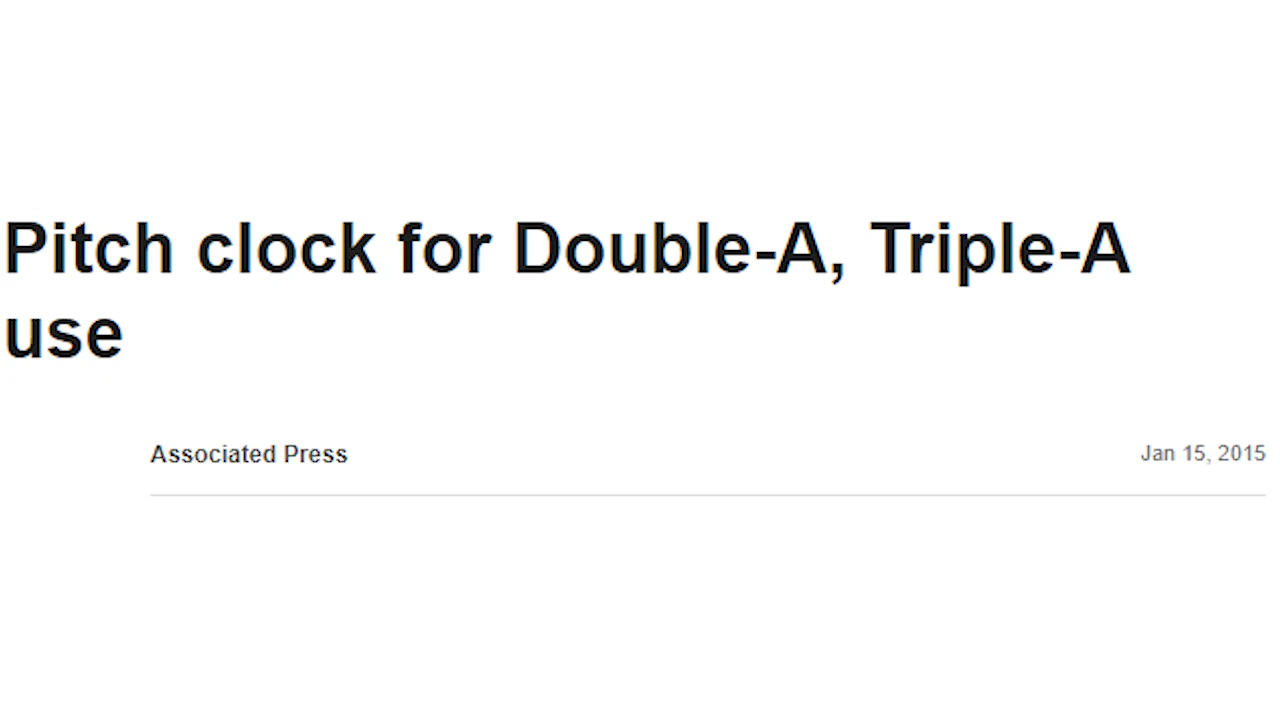 Pitch clock for Double-A, Triple-A
use
Associated Press
Jan 15, 2015